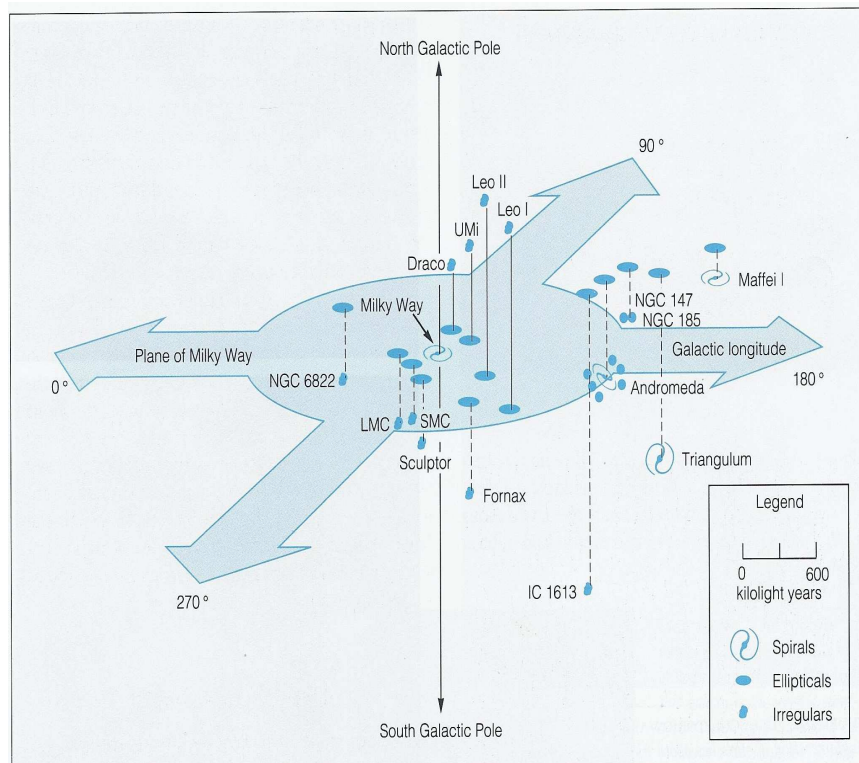 North Galactic Pole
90 º
Leo II
Leo I
UMi
Draco
Maffei I
Milky Way
NGC 147
NGC 185
Plane of Milky Way
Galactic longitude
0 º
NGC 6822
Andromeda
180 º
LMC
SMC
Sculptor
Triangulum
Fornax
Legend
0 600
kilolight years
IC 1613
270 º
Spirals
Ellipticals
Irregulars
South Galactic Pole